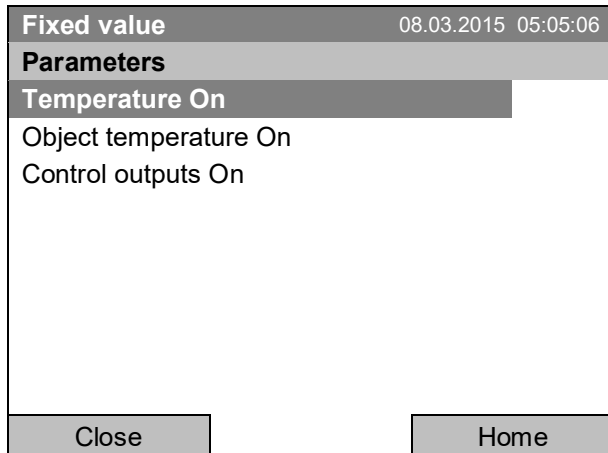 Fixed value 08.03.2015 05:05:06
Parameters
Temperature On
Object temperature On
Control outputs On
Close Home